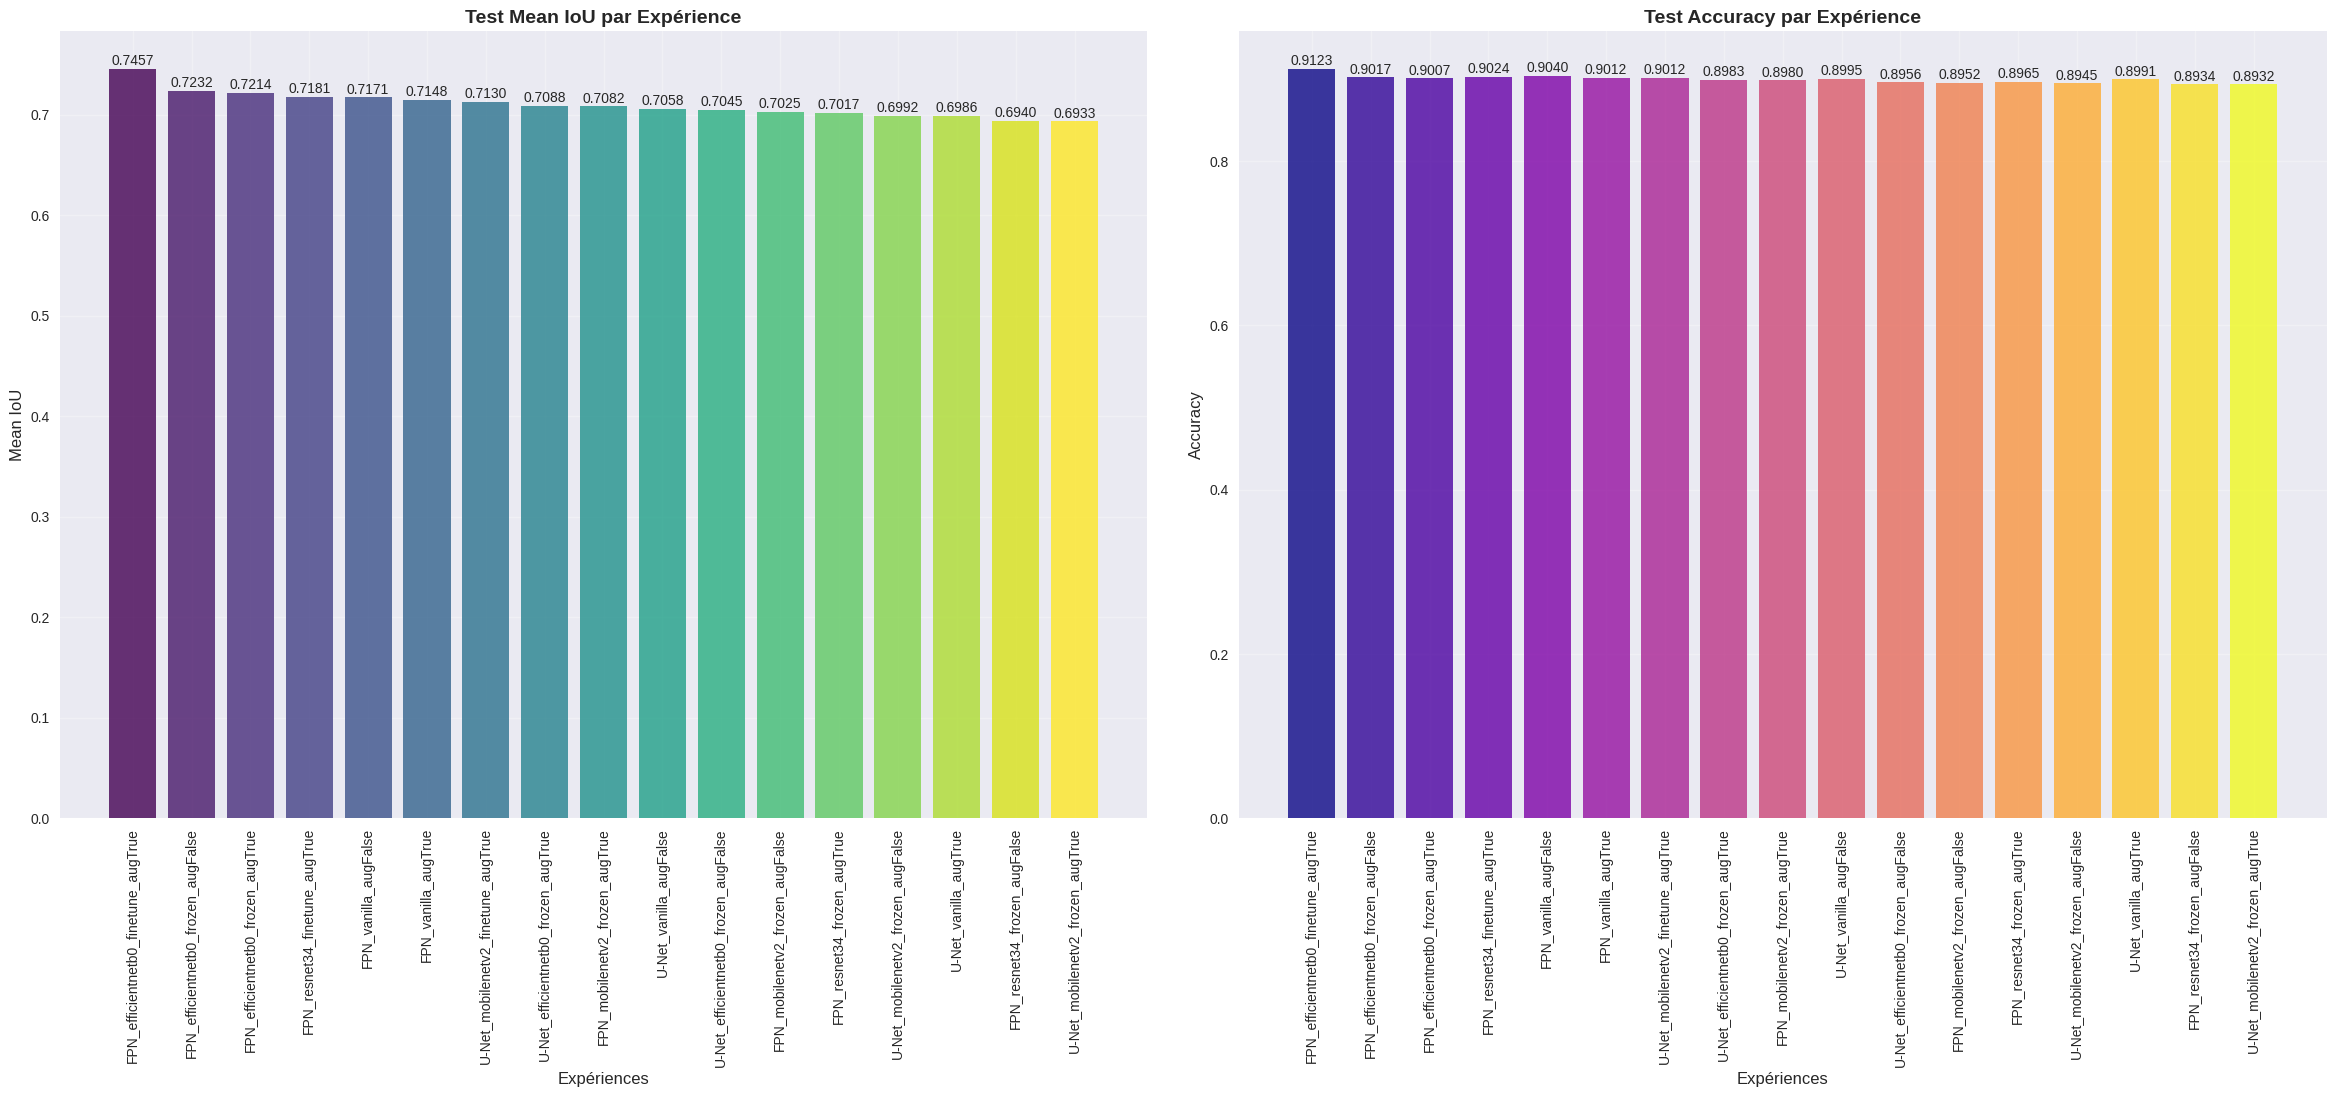 Test Mean IoU par Expérience
0.7457
0.7232
0.7214
0.7181
0.7171
0.7148
0.7130
0.7088
0.7082
0.7058
0.7045
0.7025
0.7017
0.6992
0.6986
0.6940
0.6933
0.7
0.6
0.5
0.4
0.3
0.2
0.1
0.0
Mean IoU
FPN_efficientnetb0_finetune_augTrue
FPN_efficientnetb0_frozen_augFalse
FPN_efficientnetb0_frozen_augTrue
FPN_resnet34_finetune_augTrue
FPN_vanilla_augFalse
FPN_vanilla_augTrue
U-Net_mobilenetv2_finetune_augTrue
U-Net_efficientnetb0_frozen_augTrue
FPN_mobilenetv2_frozen_augTrue
U-Net_vanilla_augFalse
U-Net_efficientnetb0_frozen_augFalse
FPN_mobilenetv2_frozen_augFalse
FPN_resnet34_frozen_augTrue
U-Net_mobilenetv2_frozen_augFalse
U-Net_vanilla_augTrue
FPN_resnet34_frozen_augFalse
U-Net_mobilenetv2_frozen_augTrue
Expériences
Test Accuracy par Expérience
0.9123
0.9017
0.9007
0.9024
0.9040
0.9012
0.9012
0.8983
0.8980
0.8995
0.8956
0.8952
0.8965
0.8945
0.8991
0.8934
0.8932
0.8
0.6
0.4
0.2
0.0
Accuracy
FPN_efficientnetb0_finetune_augTrue
FPN_efficientnetb0_frozen_augFalse
FPN_efficientnetb0_frozen_augTrue
FPN_resnet34_finetune_augTrue
FPN_vanilla_augFalse
FPN_vanilla_augTrue
U-Net_mobilenetv2_finetune_augTrue
U-Net_efficientnetb0_frozen_augTrue
FPN_mobilenetv2_frozen_augTrue
U-Net_vanilla_augFalse
U-Net_efficientnetb0_frozen_augFalse
FPN_mobilenetv2_frozen_augFalse
FPN_resnet34_frozen_augTrue
U-Net_mobilenetv2_frozen_augFalse
U-Net_vanilla_augTrue
FPN_resnet34_frozen_augFalse
U-Net_mobilenetv2_frozen_augTrue
Expériences